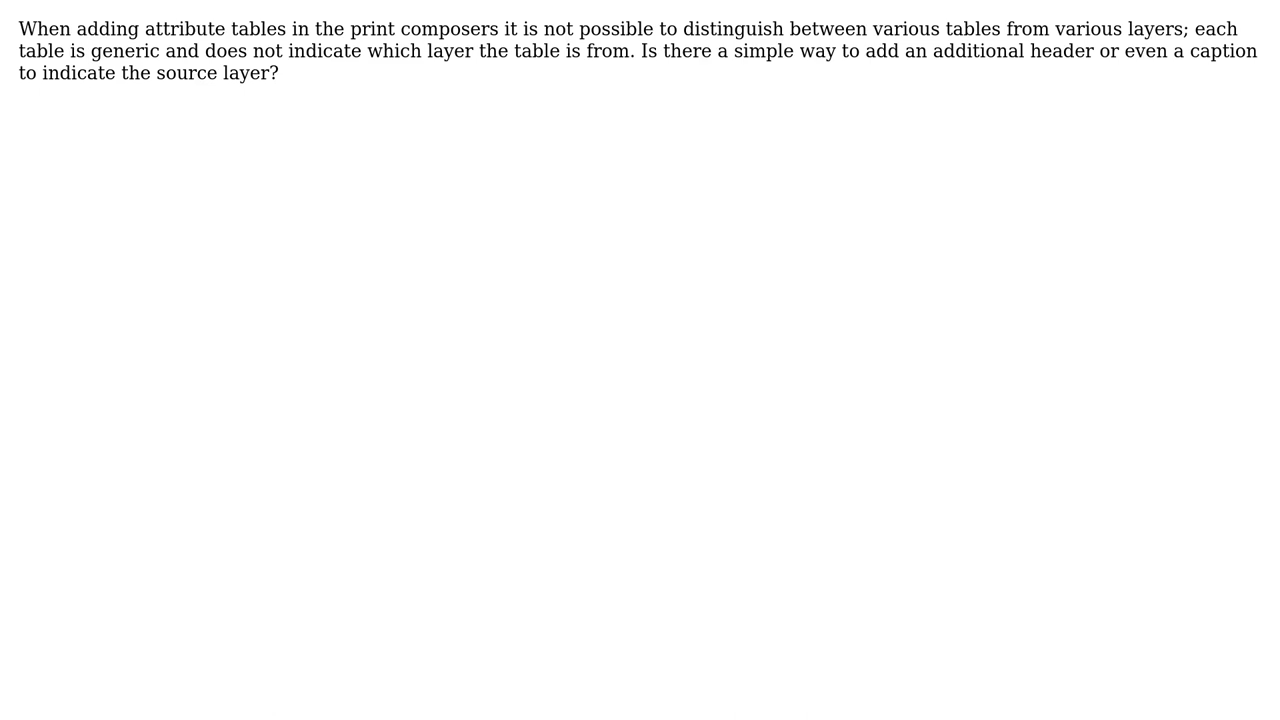 When adding attribute tables in the print composers it is not possible to distinguish between various tables from various layers; each
table is generic and does not indicate which layer the table is from. Is there a simple way to add an additional header or even a caption
to indicate the source layer?